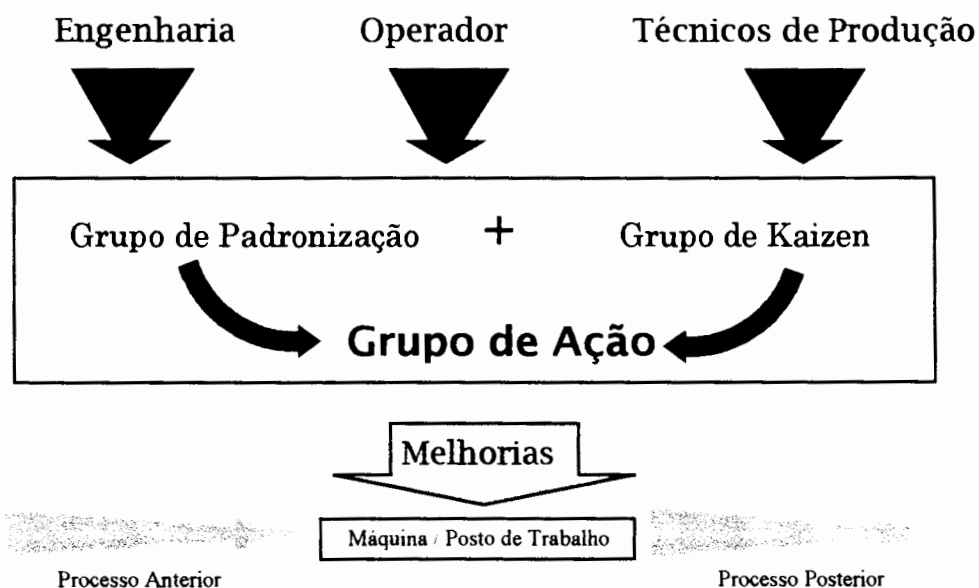 Engenharia Operador Técnicos de Produção
Grupo de Padronização + Grupo de Kaizen
Grupo de Ação
Melhorias
Máquina / Posto de Trabalho
Processo Anterior Processo Posterior